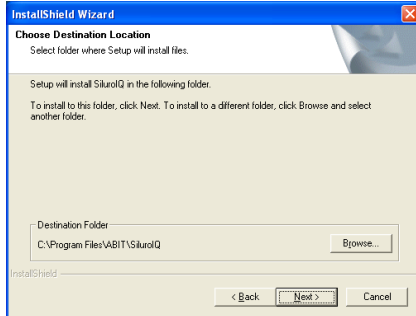 InstallShield Wizard
Choose Destination Location
Select folder where Setup will install files.
Setup will install SiluroIQ in the following folder.
To install to this folder, click Next. To install to a different folder, click Browse and select
another folder.
Destination Folder
C:\Program Files\ABIT\SiluroIQ
Browse...
InstallShield
< Back
Next >
Cancel